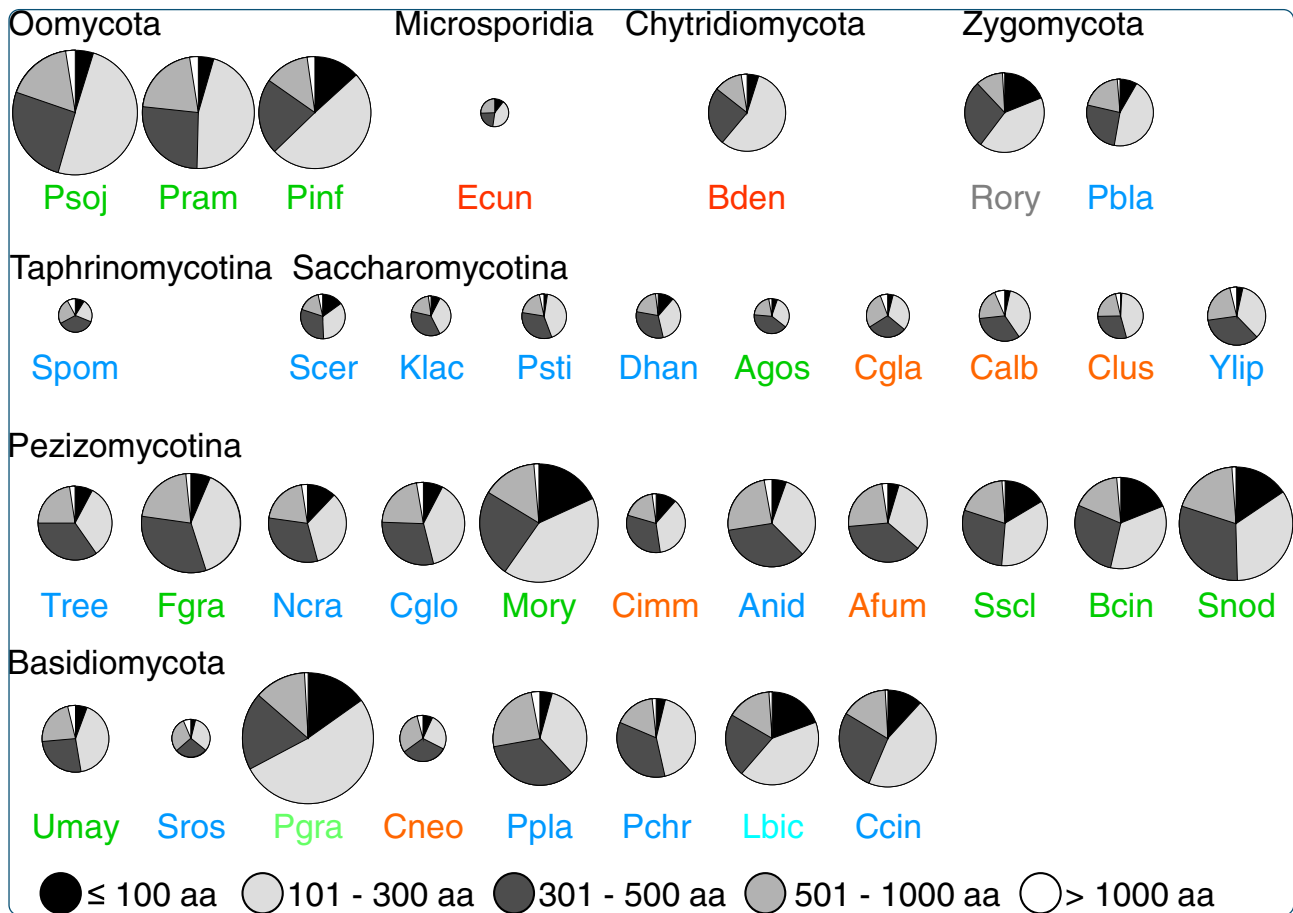 Oomycota Microsporidia Chytridiomycota Zygomycota
Psoj Pram Pinf Ecun Bden Rory Pbla
Taphrinomycotina Saccharomycotina
Spom Scer Klac Psti Dhan Agos Cgla Calb Clus Ylip
Pezizomycotina
Tree Fgra Ncra Cglo Mory Cimm Anid Afum Sscl Bcin Snod
Basidiomycota
Umay Sros Pgra Cneo Ppla Pchr Lbic Ccin
≤ 100 aa 101 - 300 aa 301 - 500 aa 501 - 1000 aa > 1000 aa